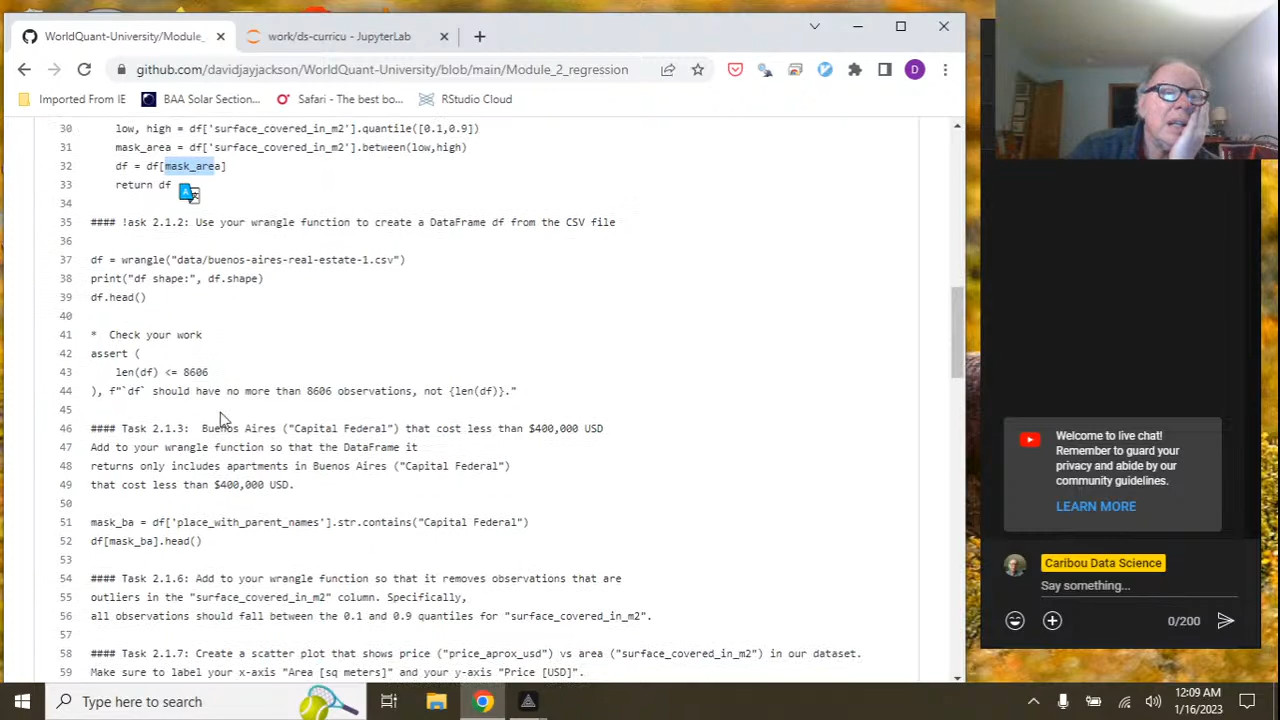 WorldQuant-University/Module_
work/ds-curricu - JupyterLab
github.com/davidjayjackson/WorldQuant-University/blob/main/Module_2_regression
D
Imported From IE
BAA Solar Section...
Safari - The best bo...
RStudio Cloud
30 low, high = df['surface_covered_in_m2'].quantile([0.1,0.9])
31 mask_area = df['surface_covered_in_m2'].between(low,high)
32 df = df[mask_area]
33 return df
34
35 #### !ask 2.1.2: Use your wrangle function to create a DataFrame df from the CSV file
36
37 df = wrangle("data/buenos-aires-real-estate-1.csv")
38 print("df shape:", df.shape)
39 df.head()
40
41 * Check your work
42 assert (
43 len(df) <= 8606
44 ), f"`df` should have no more than 8606 observations, not {len(df)}."
45
46 #### Task 2.1.3: Buenos Aires ("Capital Federal") that cost less than $400,000 USD
47 Add to your wrangle function so that the DataFrame it
48 returns only includes apartments in Buenos Aires ("Capital Federal")
49 that cost less than $400,000 USD.
50
51 mask_ba = df['place_with_parent_names'].str.contains("Capital Federal")
52 df[mask_ba].head()
53
54 #### Task 2.1.6: Add to your wrangle function so that it removes observations that are
55 outliers in the "surface_covered_in_m2" column. Specifically,
56 all observations should fall between the 0.1 and 0.9 quantiles for "surface_covered_in_m2".
57
58 #### Task 2.1.7: Create a scatter plot that shows price ("price_aprox_usd") vs area ("surface_covered_in_m2") in our dataset.
59 Make sure to label your x-axis "Area [sq meters]" and your y-axis "Price [USD]".
Welcome to live chat!
Remember to guard your
privacy and abide by our
community guidelines.
LEARN MORE
Caribou Data Science
Say something...
0/200
Type here to search
12:09 AM
1/16/2023